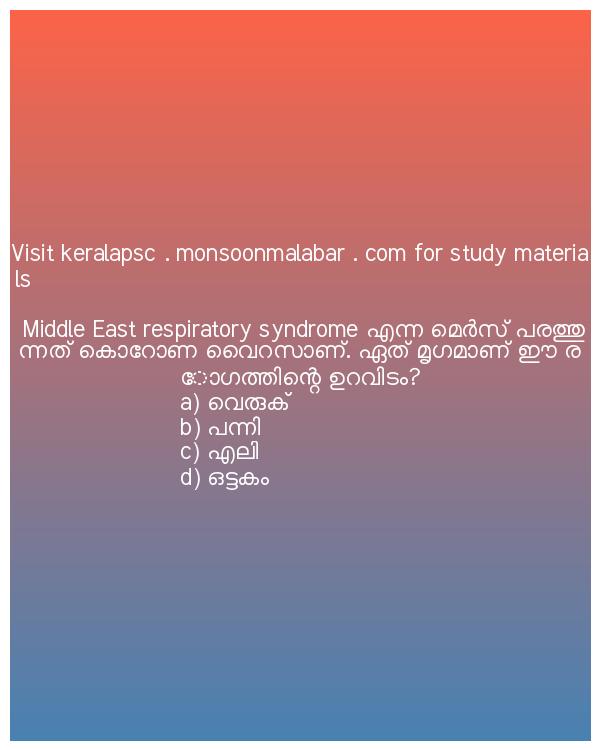 Visit keralapsc . monsoonmalabar . com for study materia
ls
Middle East respiratory syndrome എന്ന മെർസ് പരത്തു
ന്നത് കൊറോണ വൈറസാണ്. ഏത് മൃഗമാണ് ഈ ര
ോഗത്തിന്റെ ഉറവിടം?
a) വെരുക്
b) പന്നി
c) എലി
d) ഒട്ടകം